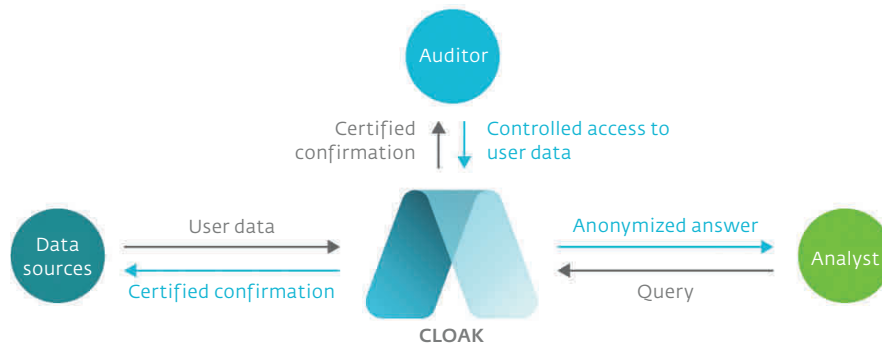 Auditor
Certified
confirmation
Controlled access to
user data
Data
sources
User data
Certified confirmation
Anonymized answer
Query
Analyst
CLOAK